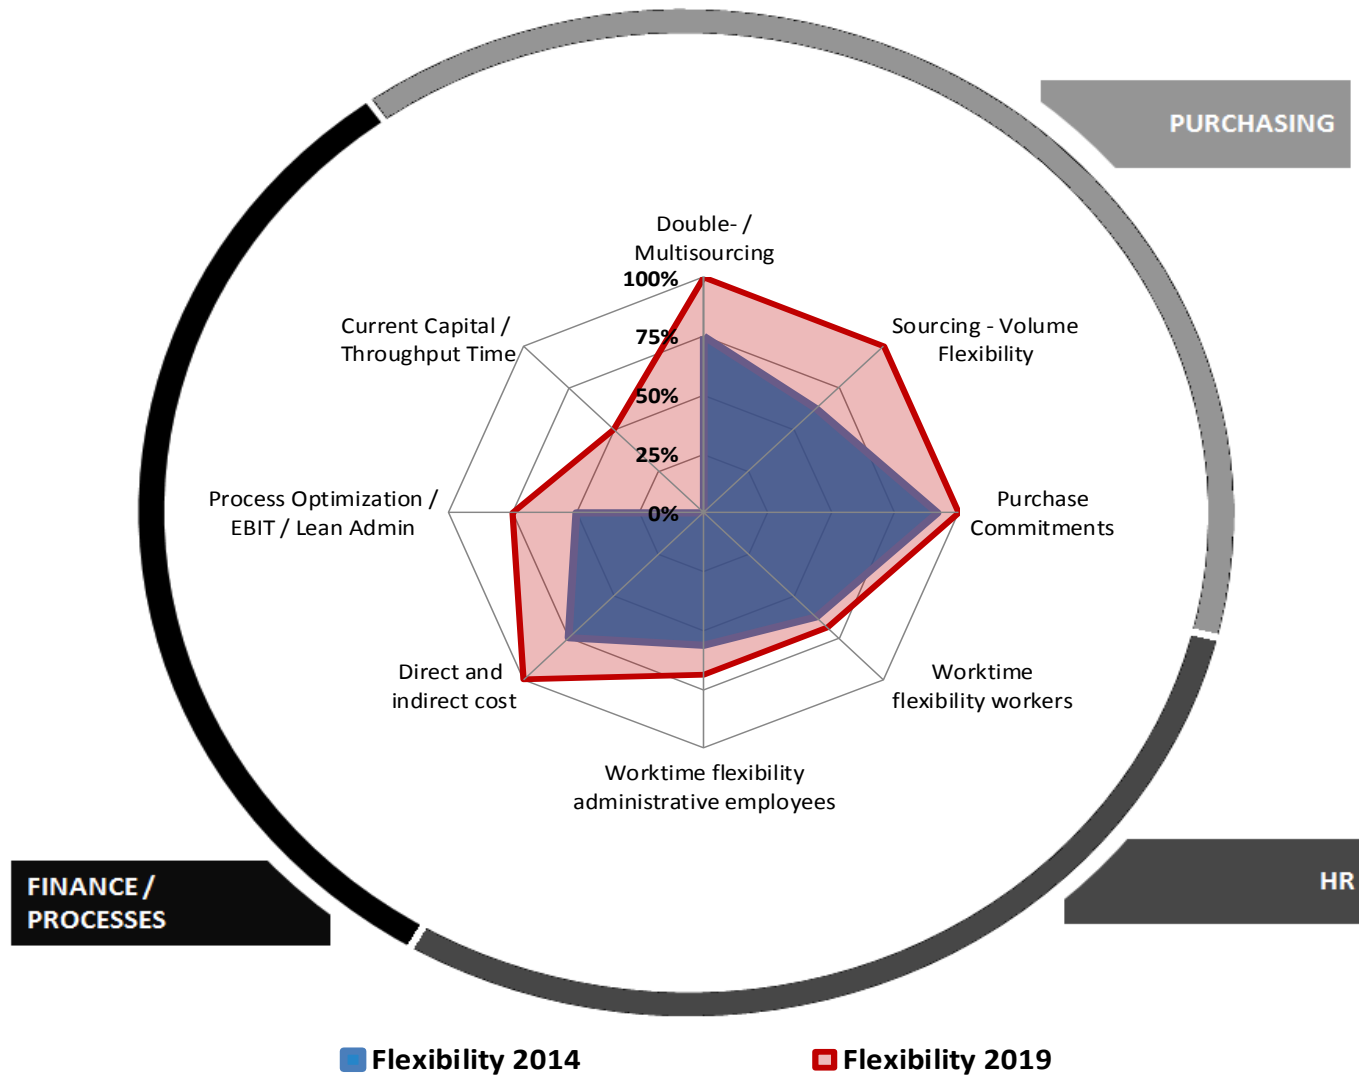 PURCHASING
Double- /
Multisourcing
100%
Current Capital /
Throughput Time
75%
Sourcing - Volume
Flexibility
50%
25%
Process Optimization /
EBIT / Lean Admin
0%
Purchase
Commitments
Direct and
indirect cost
Worktime
flexibility workers
Worktime flexibility
administrative employees
FINANCE /
PROCESSES
HR
Flexibility 2014
Flexibility 2019